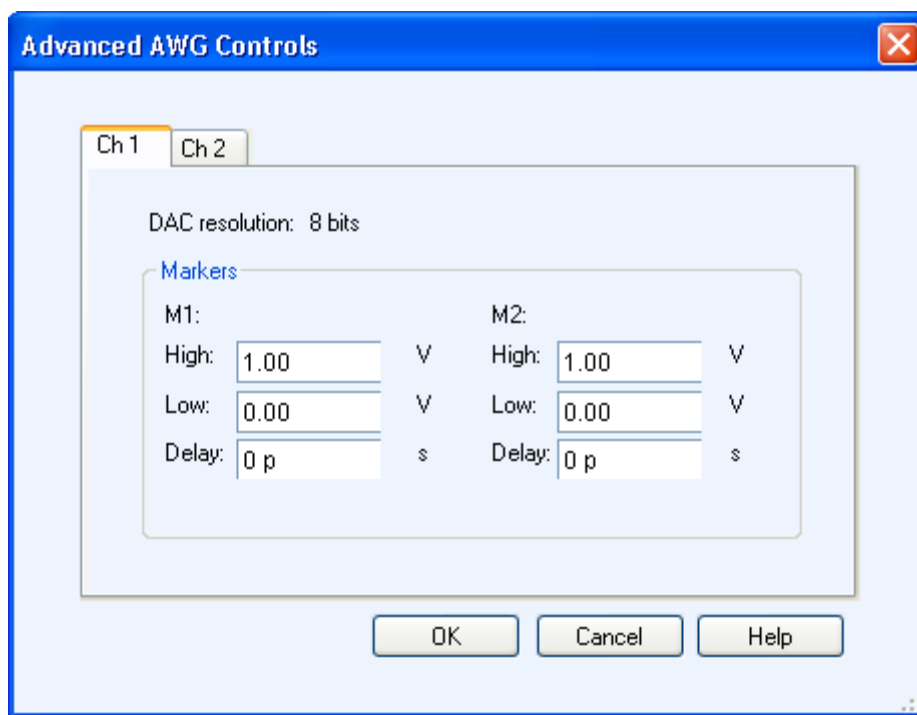 Advanced AWG Controls
Ch 1 Ch 2
DAC resolution: 8 bits
Markers
M1: M2:
High: 1.00 V High: 1.00 V
Low: 0.00 V Low: 0.00 V
Delay: 0 p s Delay: 0 p s
OK Cancel Help